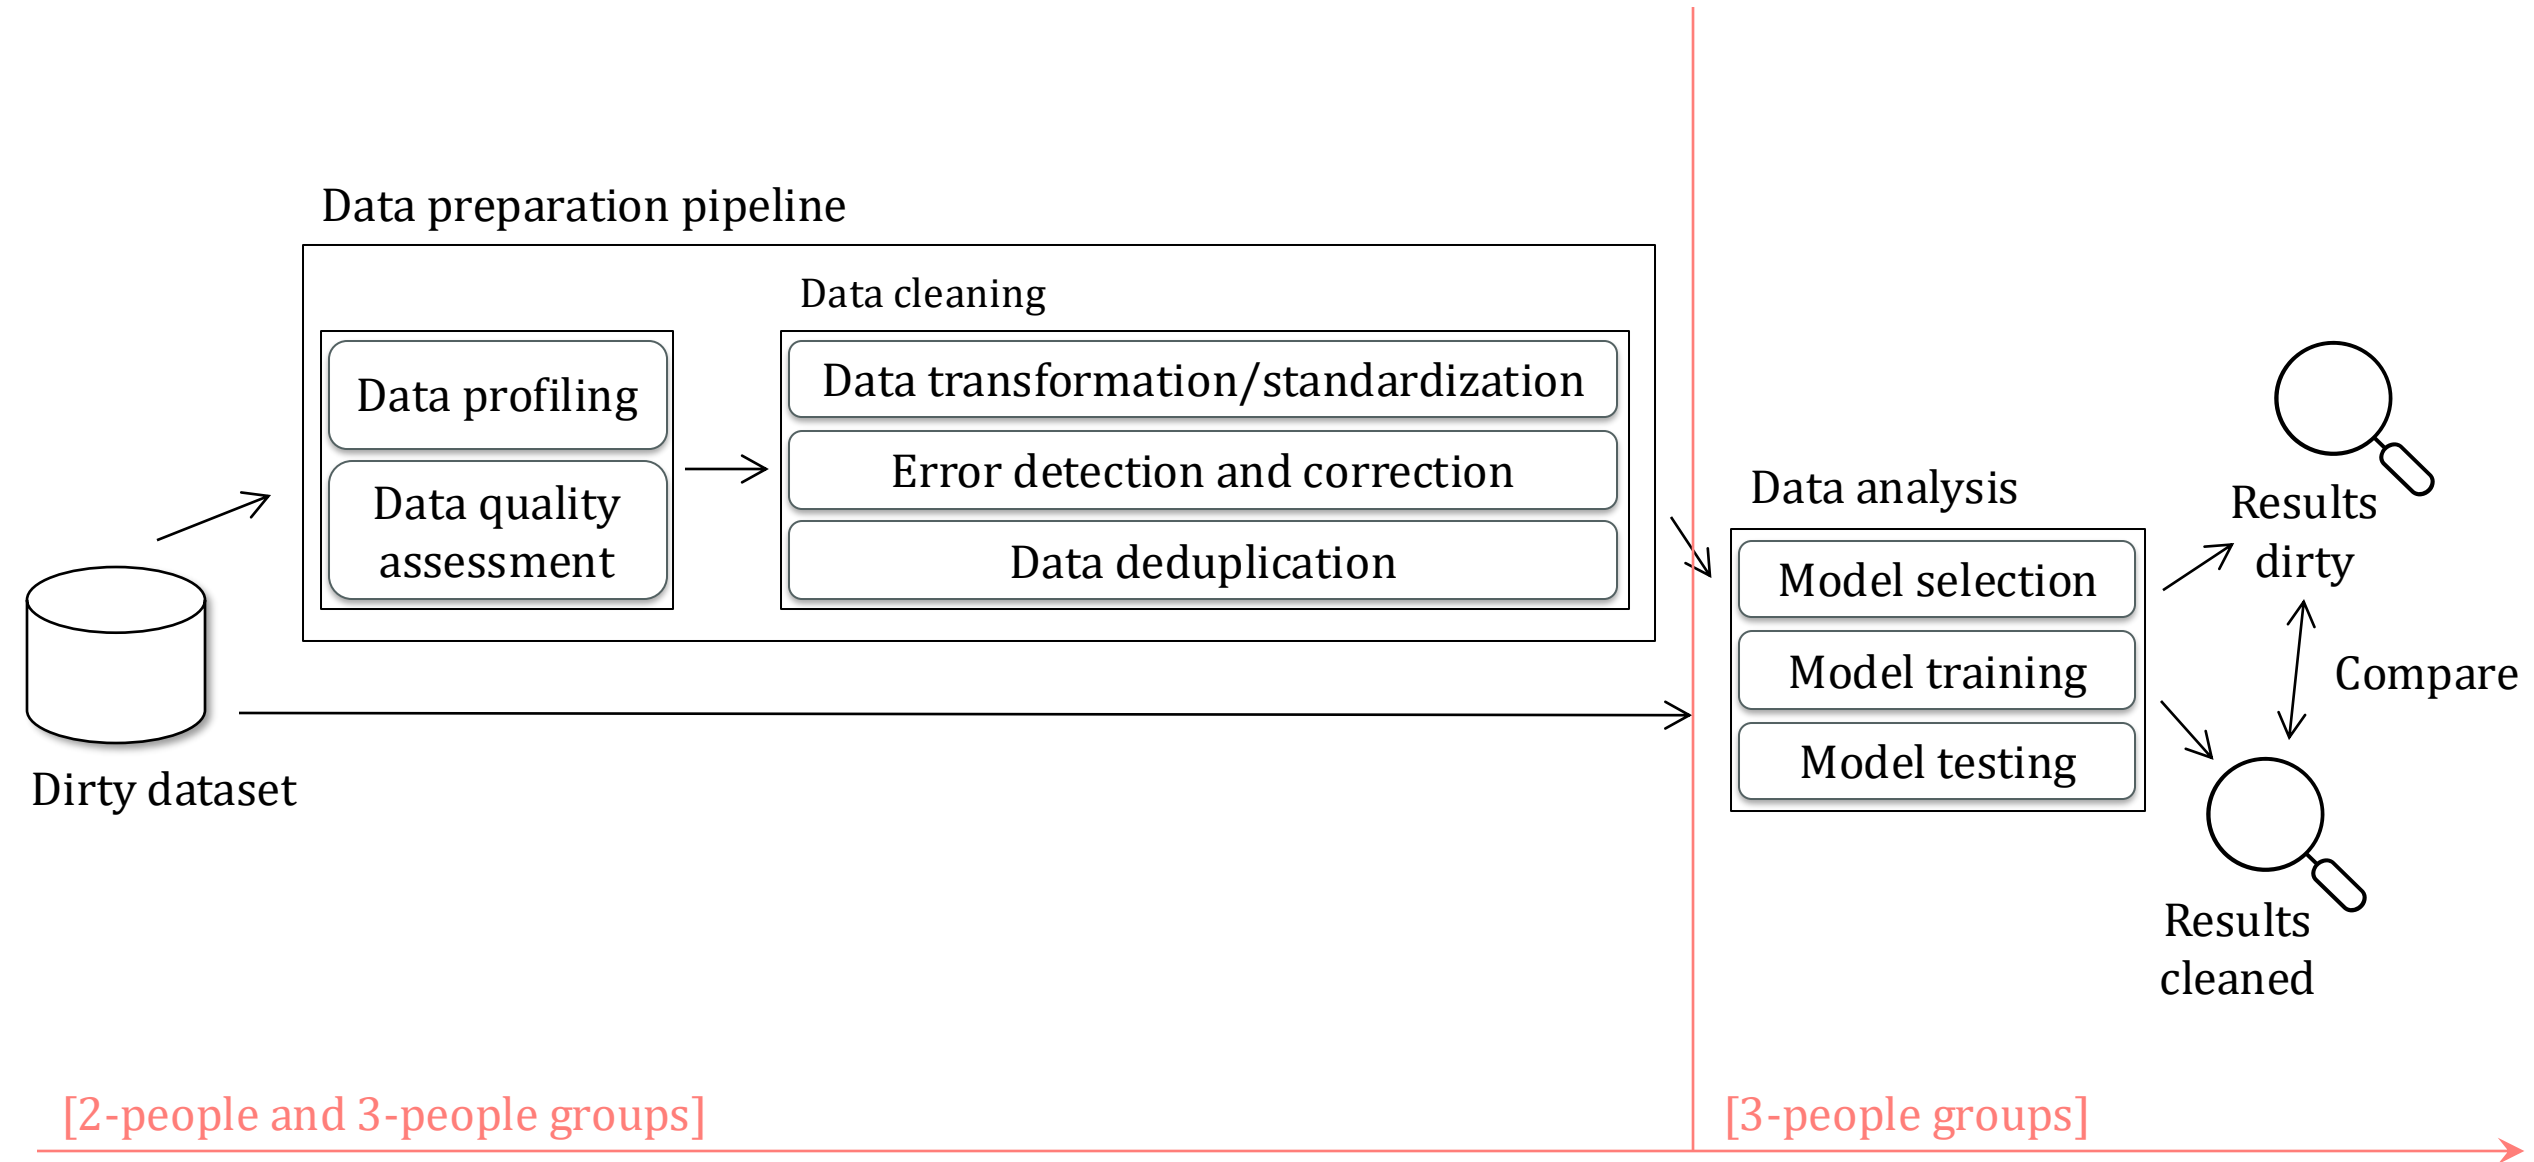 Data preparation pipeline
Data cleaning
Data profiling
Data quality
assessment
Data transformation/standardization
Error detection and correction
Data deduplication
Dirty dataset
Data analysis
Model selection
Model training
Model testing
Results
dirty
Compare
Results
cleaned
[2-people and 3-people groups]
[3-people groups]